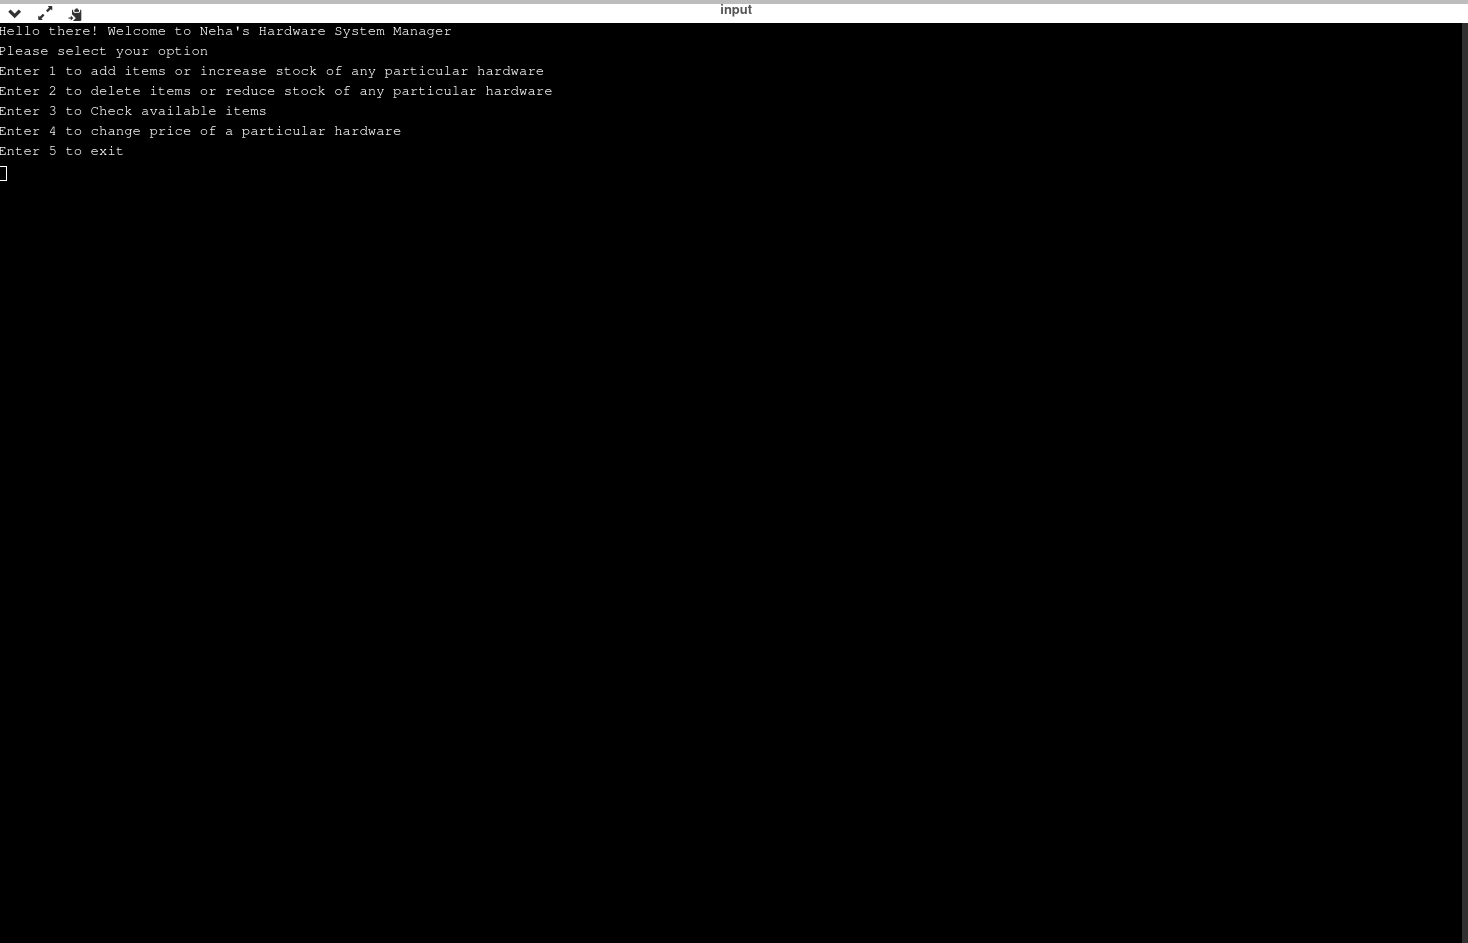 input
Hello there! Welcome to Neha's Hardware System Manager
Please select your option
Enter 1 to add items or increase stock of any particular hardware
Enter 2 to delete items or reduce stock of any particular hardware
Enter 3 to Check available items
Enter 4 to change price of a particular hardware
Enter 5 to exit